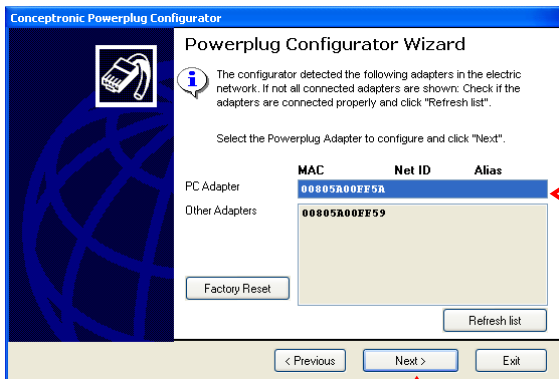 Conceptronic Powerplug Configurator
Powerplug Configurator Wizard
The configurator detected the following adapters in the electric
network. If not all connected adapters are shown: Check if the
adapters are connected properly and click "Refresh list".
Select the Powerplug Adapter to configure and click "Next".
MAC Net ID Alias
PC Adapter 00805A00FF5A
Other Adapters 00805A00FF59
Factory Reset
Refresh list
< Previous Next > Exit